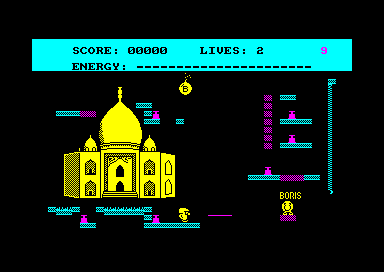 SCORE: 00000 LIVES: 2 9
ENERGY: ----------------------
B
BORIS